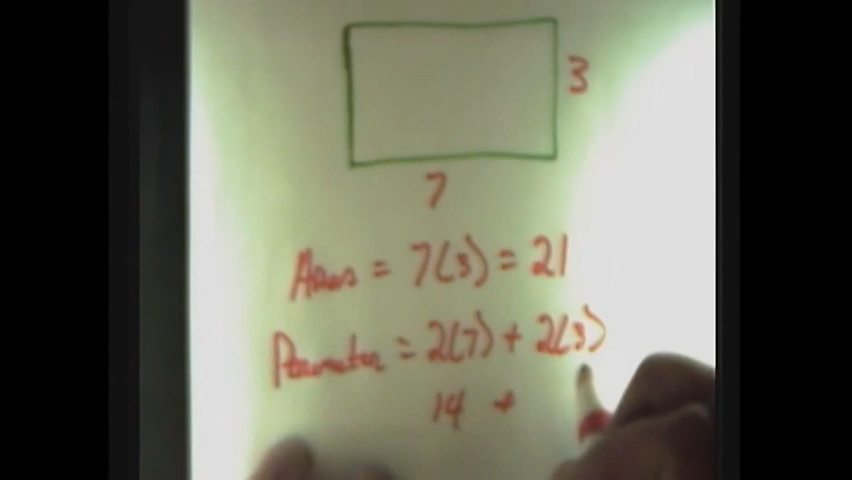 3
7
Area = 7(3) = 21
Perimeter = 2(7) + 2(3)
14 +